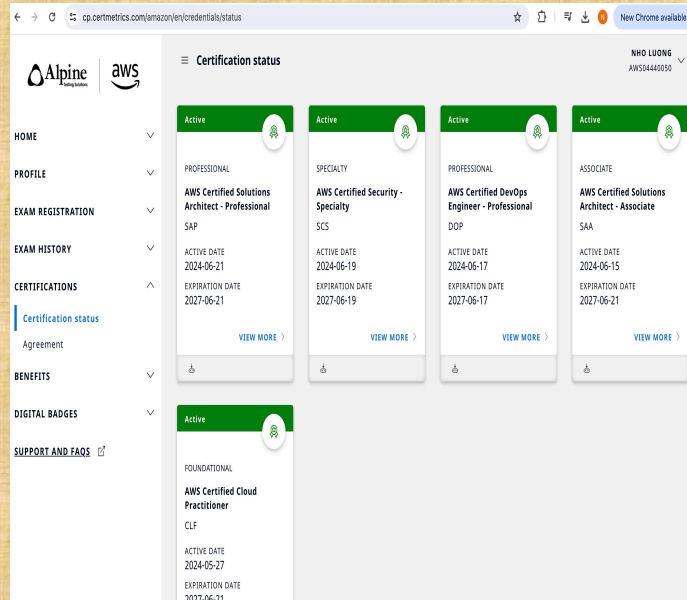 cp.certmetrics.com/amazon/en/credentials/status
N
New Chrome available
Alpine
Testing Solutions
aws
Certification status
NHO LUONG
AWS04440050
HOME
PROFILE
EXAM REGISTRATION
EXAM HISTORY
CERTIFICATIONS
Certification status
Agreement
BENEFITS
DIGITAL BADGES
SUPPORT AND FAQS
Active
PROFESSIONAL
AWS Certified Solutions
Architect - Professional
SAP
ACTIVE DATE
2024-06-21
EXPIRATION DATE
2027-06-21
VIEW MORE
Active
SPECIALTY
AWS Certified Security -
Specialty
SCS
ACTIVE DATE
2024-06-19
EXPIRATION DATE
2027-06-19
VIEW MORE
Active
PROFESSIONAL
AWS Certified DevOps
Engineer - Professional
DOP
ACTIVE DATE
2024-06-17
EXPIRATION DATE
2027-06-17
VIEW MORE
Active
ASSOCIATE
AWS Certified Solutions
Architect - Associate
SAA
ACTIVE DATE
2024-06-15
EXPIRATION DATE
2027-06-21
VIEW MORE
Active
FOUNDATIONAL
AWS Certified Cloud
Practitioner
CLF
ACTIVE DATE
2024-05-27
EXPIRATION DATE
2027-06-21